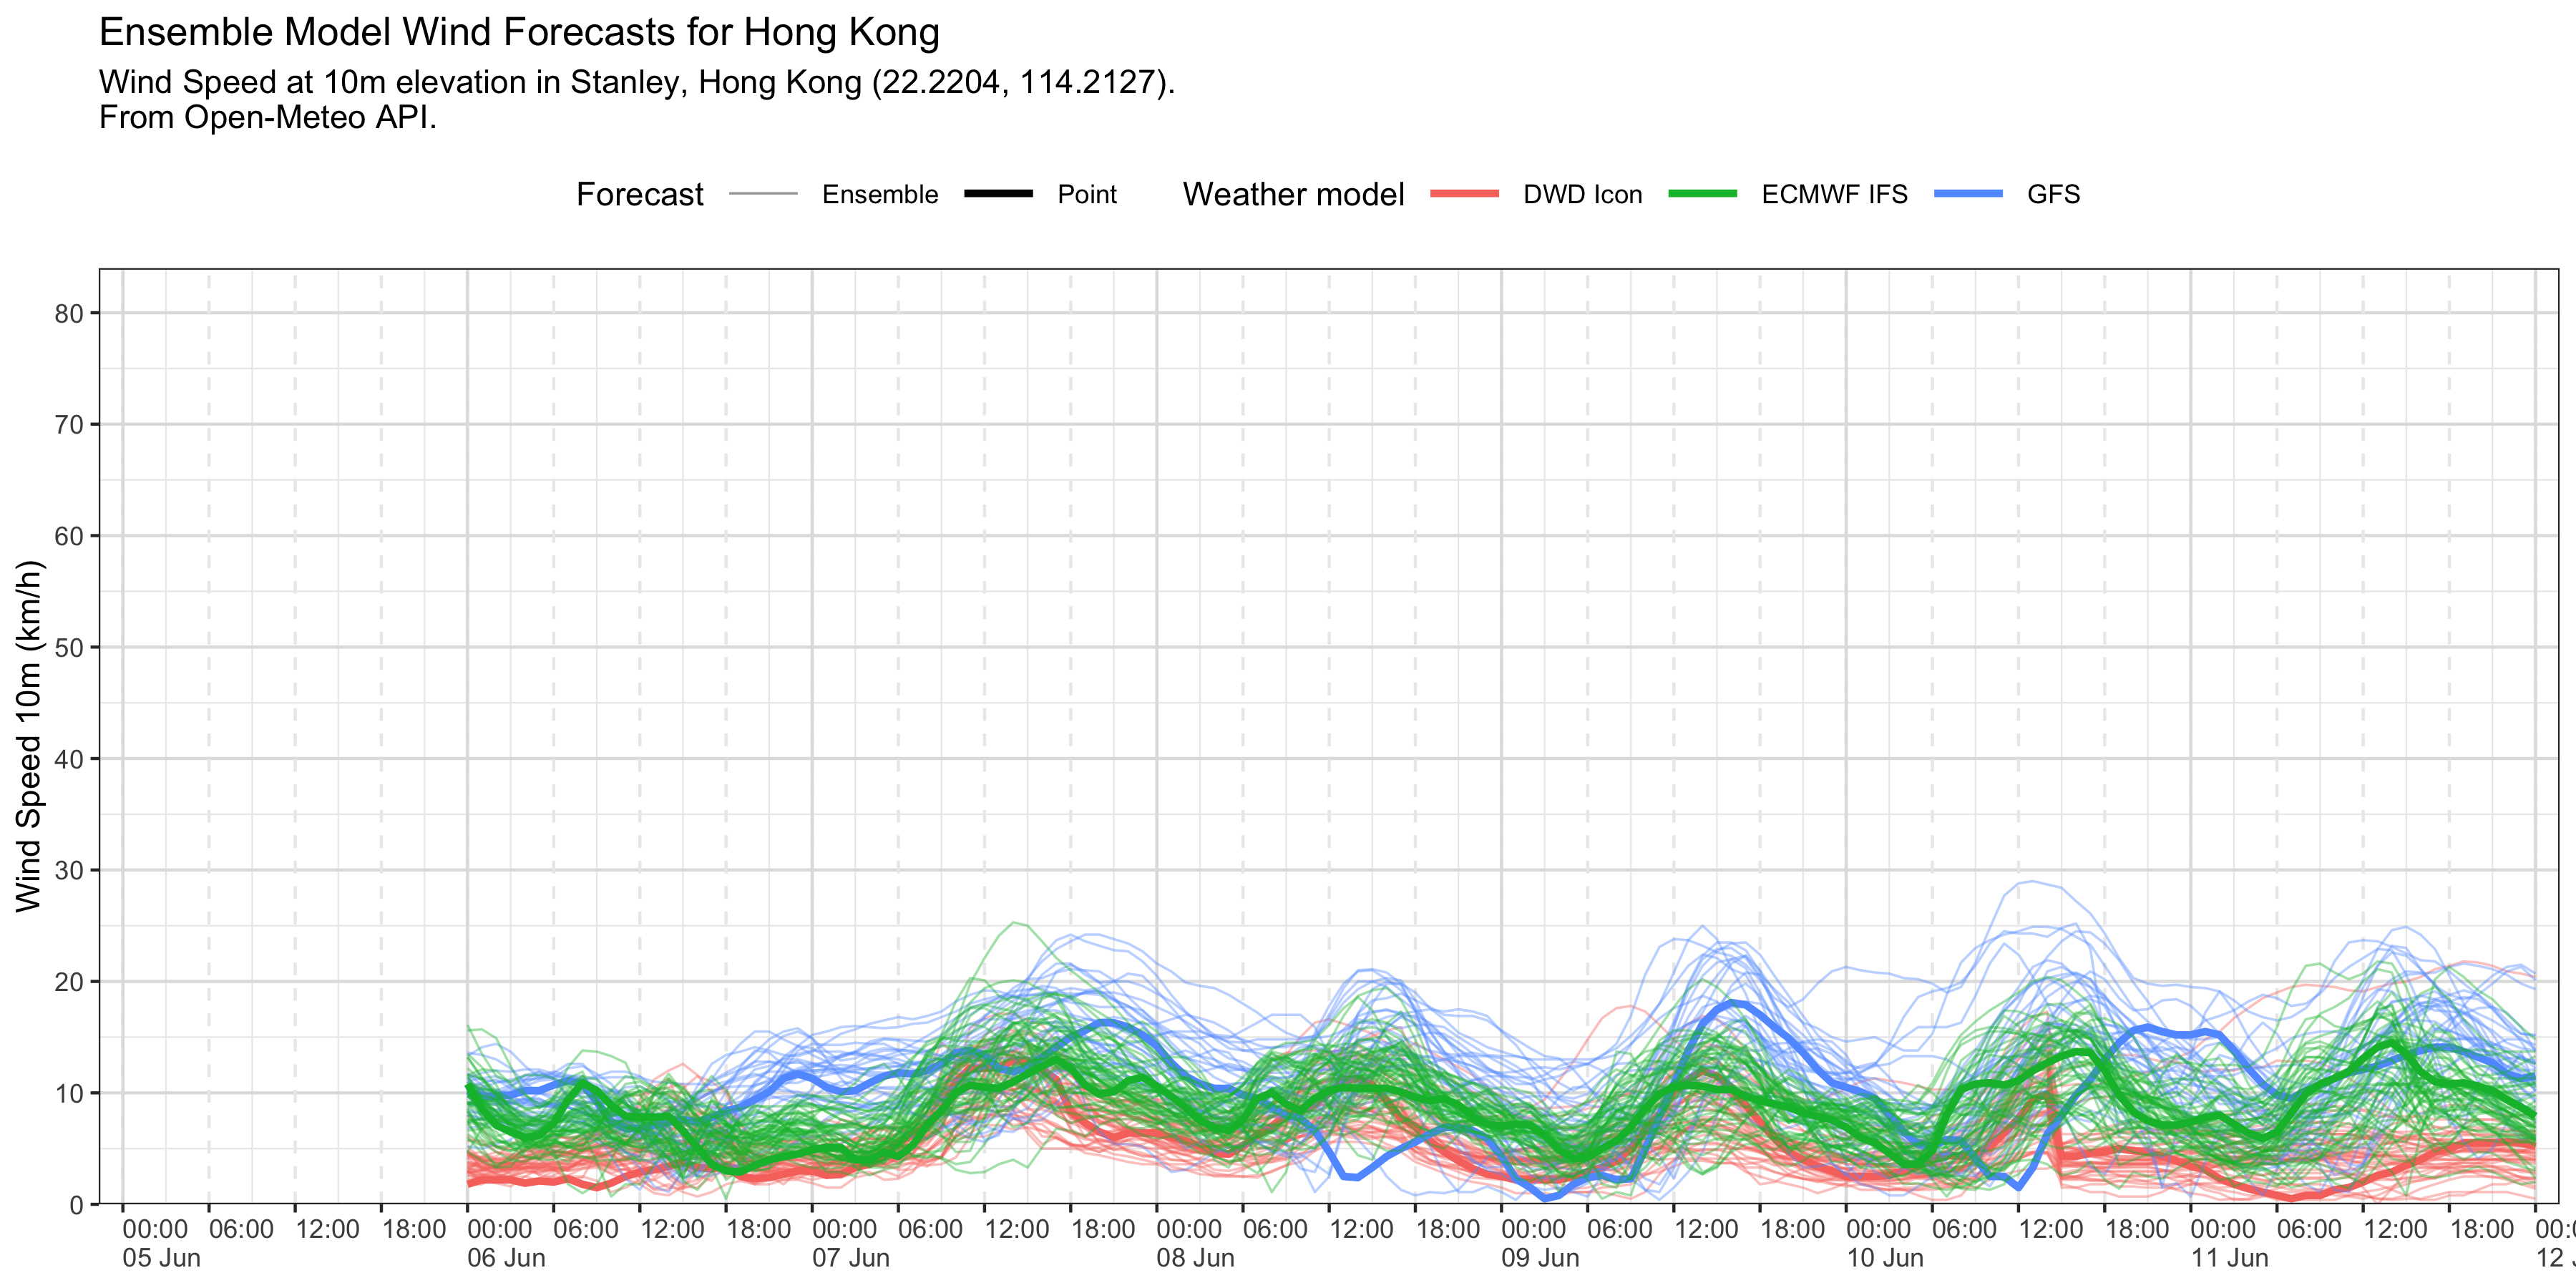 Ensemble Model Wind Forecasts for Hong Kong
Wind Speed at 10m elevation in Stanley, Hong Kong (22.2204, 114.2127).
From Open-Meteo API.
Forecast Ensemble Point Weather model DWD Icon ECMWF IFS GFS
Wind Speed 10m (km/h)
80
70
60
50
40
30
20
10
0
00:00 06:00 12:00 18:00 00:00 06:00 12:00 18:00 00:00 06:00 12:00 18:00 00:00 06:00 12:00 18:00 00:00 06:00 12:00 18:00 00:00 06:00 12:00 18:00 00:00 06:00 12:00 18:00
05 Jun 06 Jun 07 Jun 08 Jun 09 Jun 10 Jun 11 Jun 12